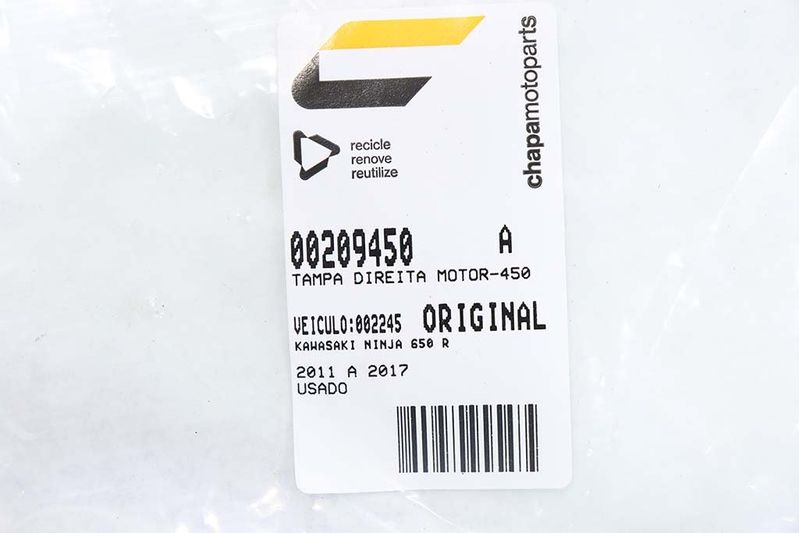 chapamotoparts
recicle
renove
reutilize
00209450 A
TAMPA DIREITA MOTOR-450
VEICULO:002245 ORIGINAL
KAWASAKI NINJA 650 R
2011 A 2017
USADO